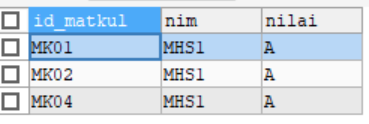 id_matkul nim nilai
MK01 MHS1 A
MK02 MHS1 A
MK04 MHS1 A